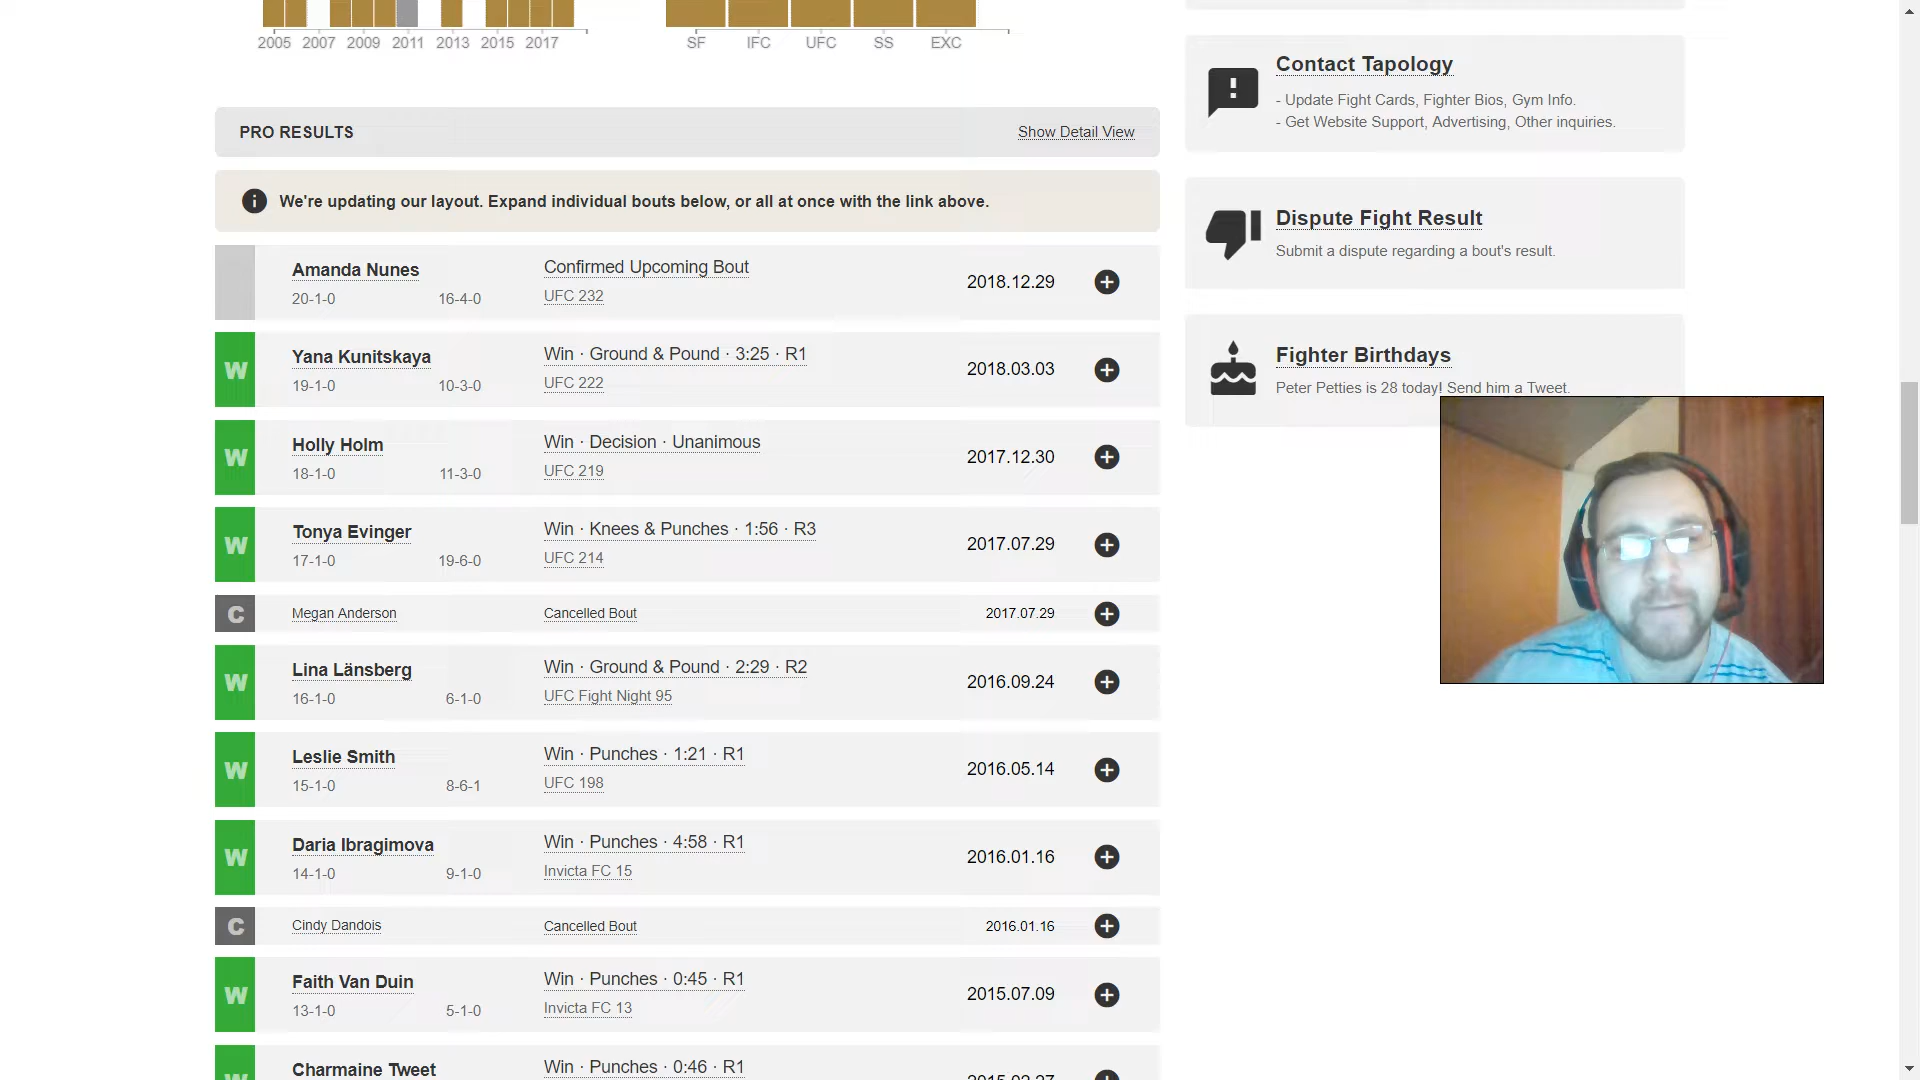 2005 2007 2009 2011 2013 2015 2017
SF IFC UFC SS EXC
PRO RESULTS
Show Detail View
We're updating our layout. Expand individual bouts below, or all at once with the link above.
Amanda Nunes
20-1-0 16-4-0
Confirmed Upcoming Bout
UFC 232
2018.12.29
W
Yana Kunitskaya
19-1-0 10-3-0
Win · Ground & Pound · 3:25 · R1
UFC 222
2018.03.03
W
Holly Holm
18-1-0 11-3-0
Win · Decision · Unanimous
UFC 219
2017.12.30
W
Tonya Evinger
17-1-0 19-6-0
Win · Knees & Punches · 1:56 · R3
UFC 214
2017.07.29
C
Megan Anderson
Cancelled Bout
2017.07.29
W
Lina Länsberg
16-1-0 6-1-0
Win · Ground & Pound · 2:29 · R2
UFC Fight Night 95
2016.09.24
W
Leslie Smith
15-1-0 8-6-1
Win · Punches · 1:21 · R1
UFC 198
2016.05.14
W
Daria Ibragimova
14-1-0 9-1-0
Win · Punches · 4:58 · R1
Invicta FC 15
2016.01.16
C
Cindy Dandois
Cancelled Bout
2016.01.16
W
Faith Van Duin
13-1-0 5-1-0
Win · Punches · 0:45 · R1
Invicta FC 13
2015.07.09
W
Charmaine Tweet
Win · Punches · 0:46 · R1
2015.02.27
Contact Tapology
- Update Fight Cards, Fighter Bios, Gym Info.
- Get Website Support, Advertising, Other inquiries.
Dispute Fight Result
Submit a dispute regarding a bout's result.
Fighter Birthdays
Peter Petties is 28 today! Send him a Tweet.